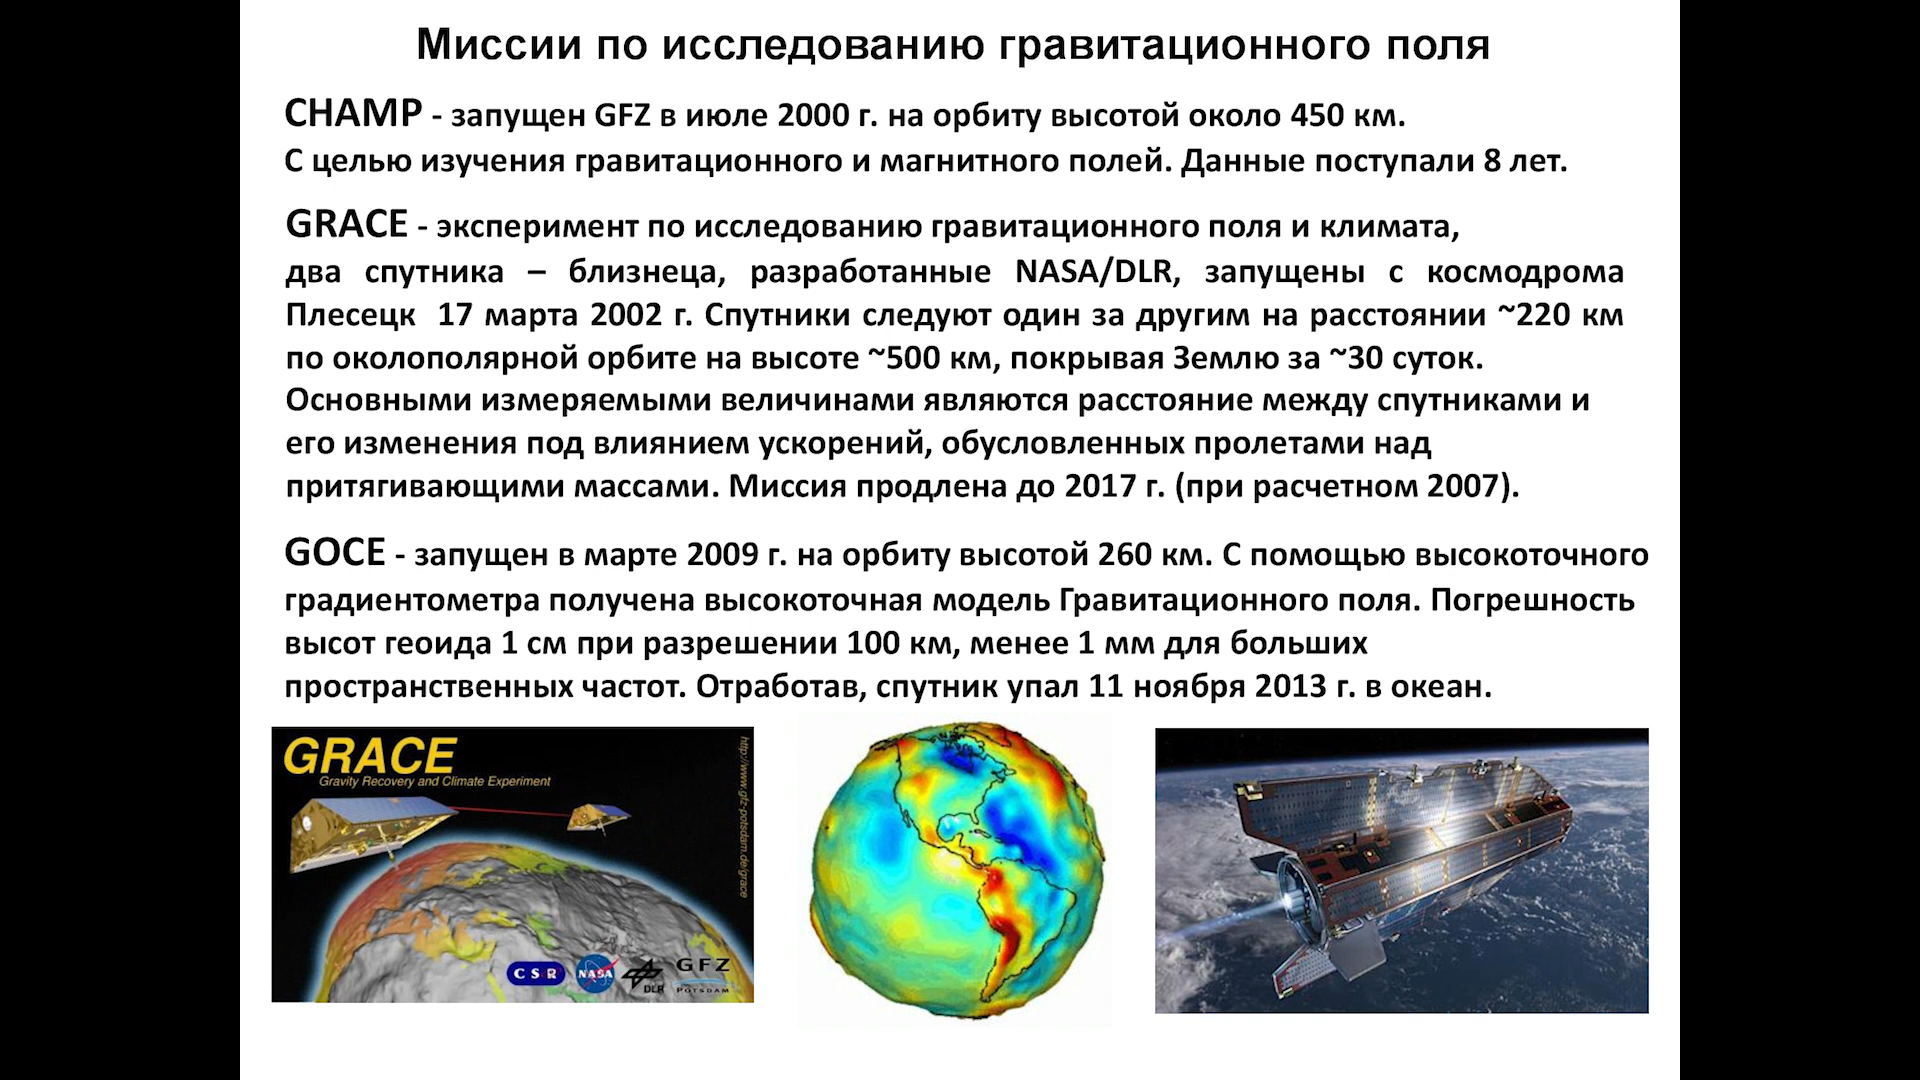 Миссии по исследованию гравитационного поля
CHAMP - запущен GFZ в июле 2000 г. на орбиту высотой около 450 км.
С целью изучения гравитационного и магнитного полей. Данные поступали 8 лет.
GRACE - эксперимент по исследованию гравитационного поля и климата,
два спутника – близнеца, разработанные NASA/DLR, запущены с космодрома
Плесецк 17 марта 2002 г. Спутники следуют один за другим на расстоянии ~220 км
по околополярной орбите на высоте ~500 км, покрывая Землю за ~30 суток.
Основными измеряемыми величинами являются расстояние между спутниками и
его изменения под влиянием ускорений, обусловленных пролетами над
притягивающими массами. Миссия продлена до 2017 г. (при расчетном 2007).
GOCE - запущен в марте 2009 г. на орбиту высотой 260 км. С помощью высокоточного
градиентометра получена высокоточная модель Гравитационного поля. Погрешность
высот геоида 1 см при разрешении 100 км, менее 1 мм для больших
пространственных частот. Отработав, спутник упал 11 ноября 2013 г. в океан.
GRACE
Gravity Recovery and Climate Experiment
http://www.gfz-potsdam.de/grace
CSR
NASA
DLR
GFZ
POTSDAM